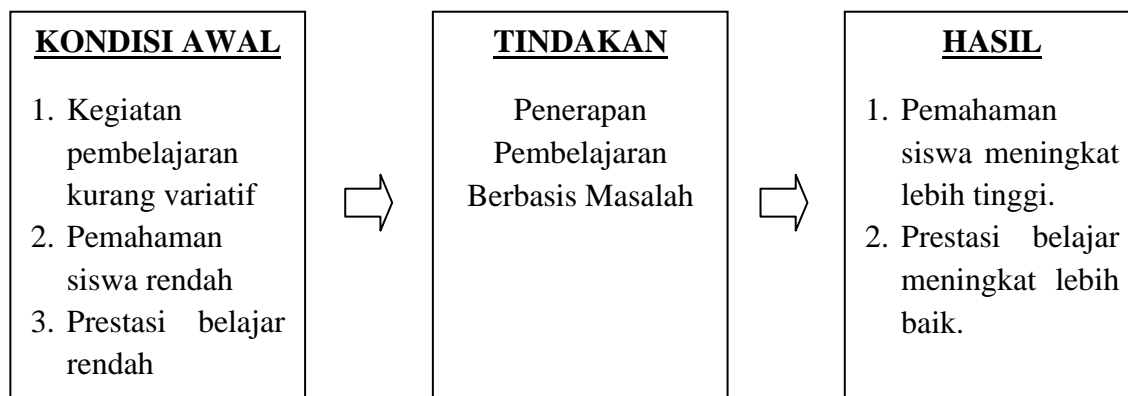 KONDISI AWAL
1. Kegiatan
pembelajaran
kurang variatif
2. Pemahaman
siswa rendah
3. Prestasi belajar
rendah
TINDAKAN
Penerapan
Pembelajaran
Berbasis Masalah
HASIL
1. Pemahaman
siswa meningkat
lebih tinggi.
2. Prestasi belajar
meningkat lebih
baik.